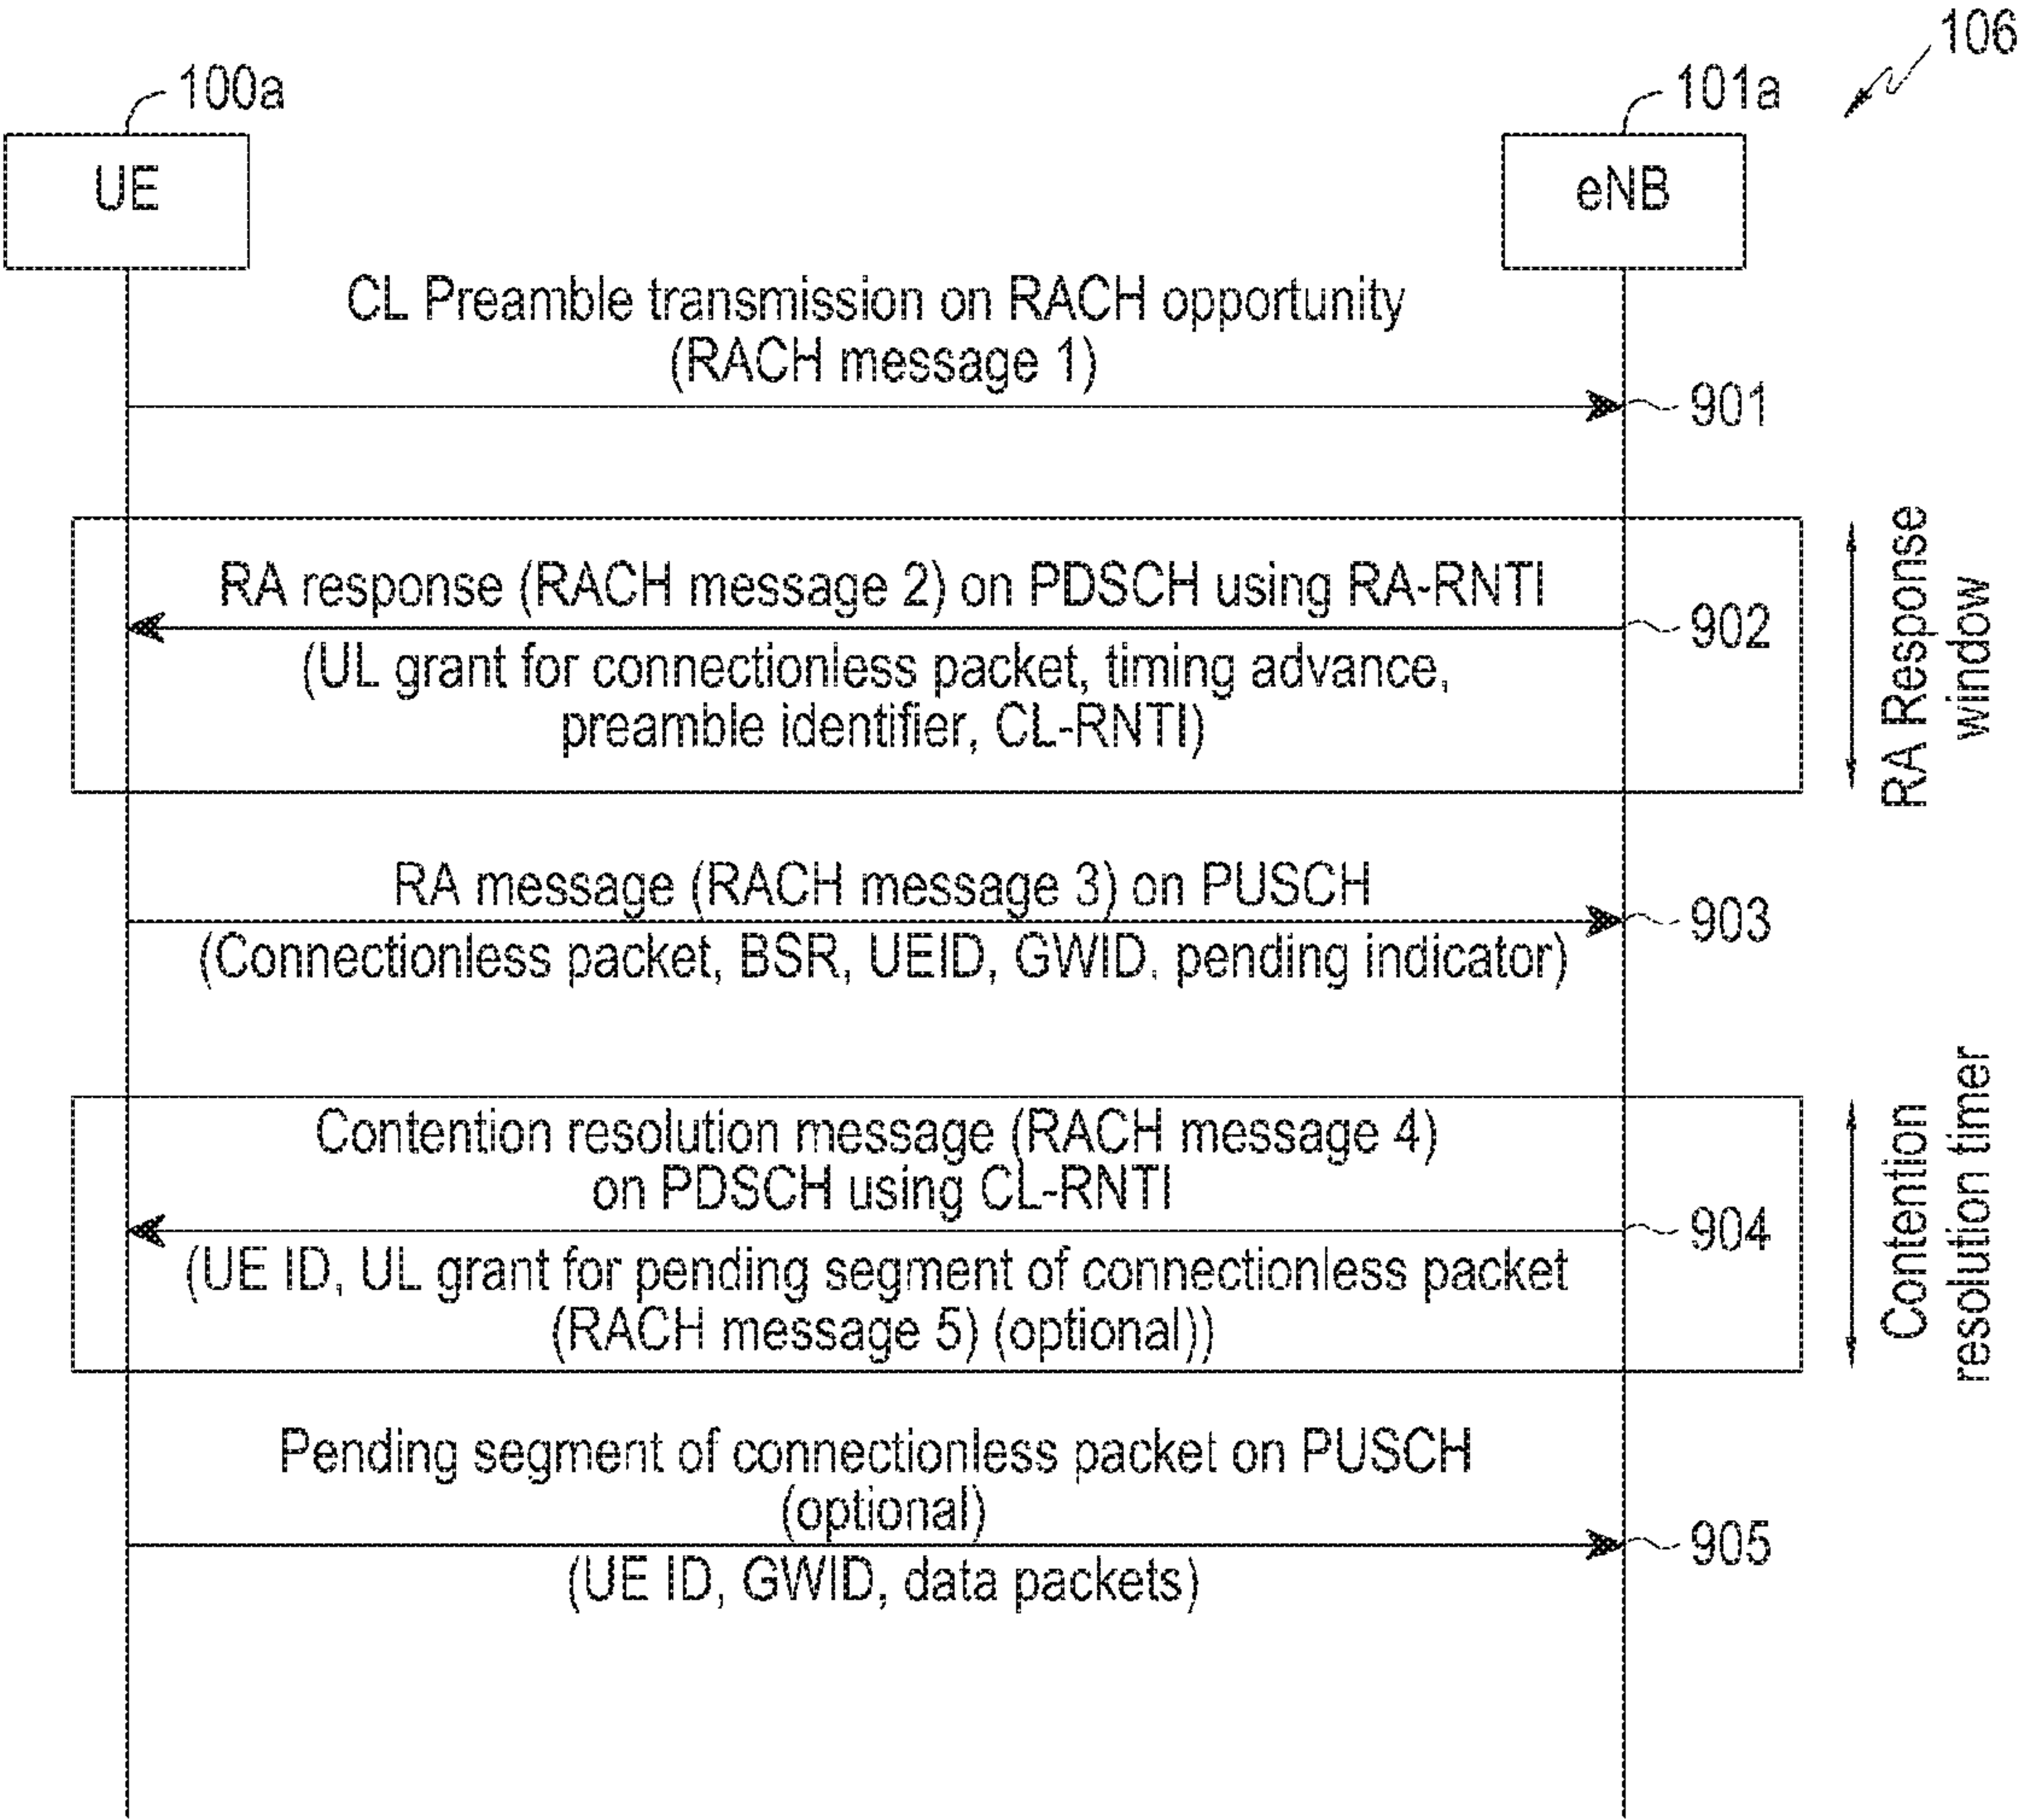 106
100a
101a
UE
eNB
CL Preamble transmission on RACH opportunity
(RACH message 1)
901
RA response (RACH message 2) on PDSCH using RA-RNTI
902
(UL grant for connectionless packet, timing advance,
preamble identifier, CL-RNTI)
RA Response
window
RA message (RACH message 3) on PUSCH
903
(Connectionless packet, BSR, UEID, GWID, pending indicator)
Contention resolution message (RACH message 4)
on PDSCH using CL-RNTI
904
(UE ID, UL grant for pending segment of connectionless packet
(RACH message 5) (optional))
Contention
resolution timer
Pending segment of connectionless packet on PUSCH
(optional)
905
(UE ID, GWID, data packets)